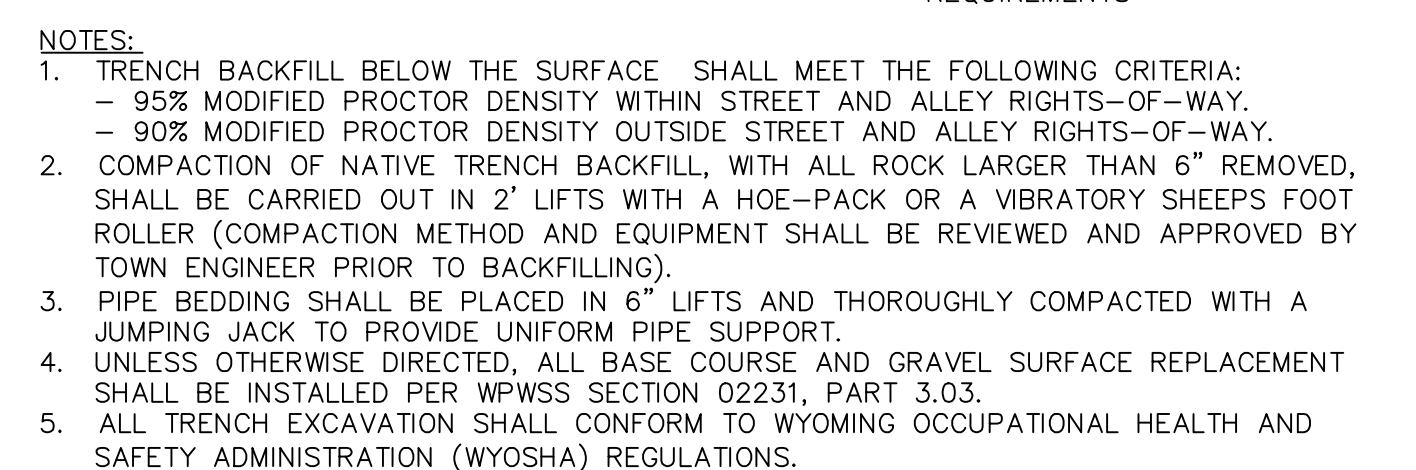 NOTES:
1. TRENCH BACKFILL BELOW THE SURFACE SHALL MEET THE FOLLOWING CRITERIA:
– 95% MODIFIED PROCTOR DENSITY WITHIN STREET AND ALLEY RIGHTS–OF–WAY.
– 90% MODIFIED PROCTOR DENSITY OUTSIDE STREET AND ALLEY RIGHTS–OF–WAY.
2. COMPACTION OF NATIVE TRENCH BACKFILL, WITH ALL ROCK LARGER THAN 6” REMOVED,
SHALL BE CARRIED OUT IN 2’ LIFTS WITH A HOE–PACK OR A VIBRATORY SHEEPS FOOT
ROLLER (COMPACTION METHOD AND EQUIPMENT SHALL BE REVIEWED AND APPROVED BY
TOWN ENGINEER PRIOR TO BACKFILLING).
3. PIPE BEDDING SHALL BE PLACED IN 6” LIFTS AND THOROUGHLY COMPACTED WITH A
JUMPING JACK TO PROVIDE UNIFORM PIPE SUPPORT.
4. UNLESS OTHERWISE DIRECTED, ALL BASE COURSE AND GRAVEL SURFACE REPLACEMENT
SHALL BE INSTALLED PER WPWSS SECTION 02231, PART 3.03.
5. ALL TRENCH EXCAVATION SHALL CONFORM TO WYOMING OCCUPATIONAL HEALTH AND
SAFETY ADMINISTRATION (WYOSHA) REGULATIONS.